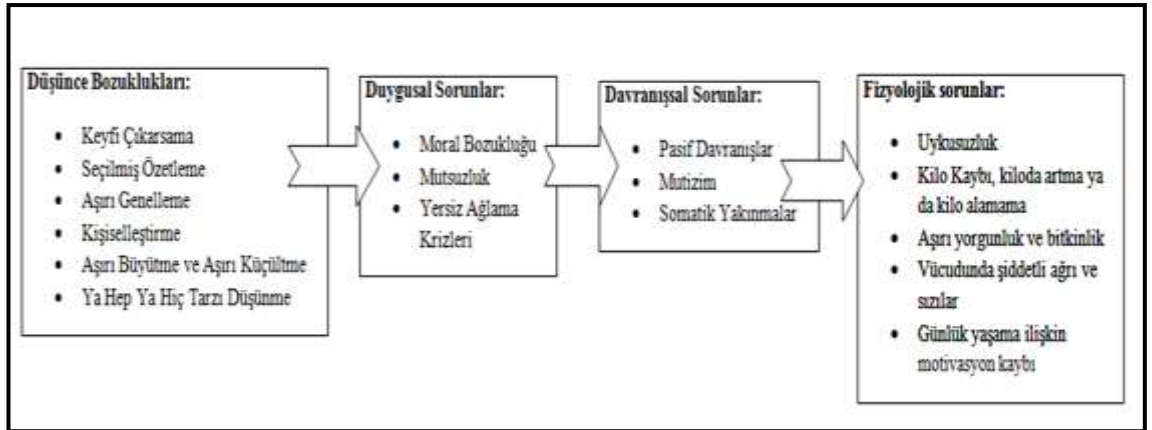 Düşünce Bozuklukları:
• Keyfi Çıkarsama
• Seçilmiş Özetleme
• Aşırı Genelleme
• Kişiselleştirme
• Aşırı Büyütme ve Aşırı Küçültme
• Ya Hep Ya Hiç Tarzı Düşünme
Duygusal Sorunlar:
• Moral Bozukluğu
• Mutsuzluk
• Yersiz Ağlama
Krizleri
Davranışsal Sorunlar:
• Pasif Davranışlar
• Mutizim
• Somatik Yakınmalar
Fizyolojik sorunlar:
• Uykusuzluk
• Kilo Kaybı, kiloda artma ya
da kilo alamama
• Aşırı yorgunluk ve bitkinlik
• Vücudunda şiddetli ağrı ve
sızılar
• Günlük yaşama ilişkin
motivasyon kaybı